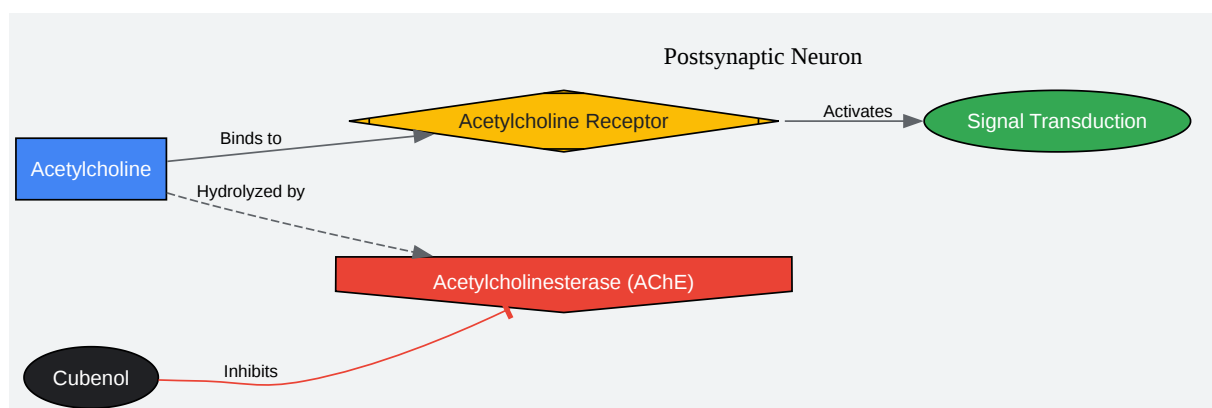 Postsynaptic Neuron
Acetylcholine
Binds to
Acetylcholine Receptor
Activates
Signal Transduction
Hydrolyzed by
Acetylcholinesterase (AChE)
Cubenol
Inhibits